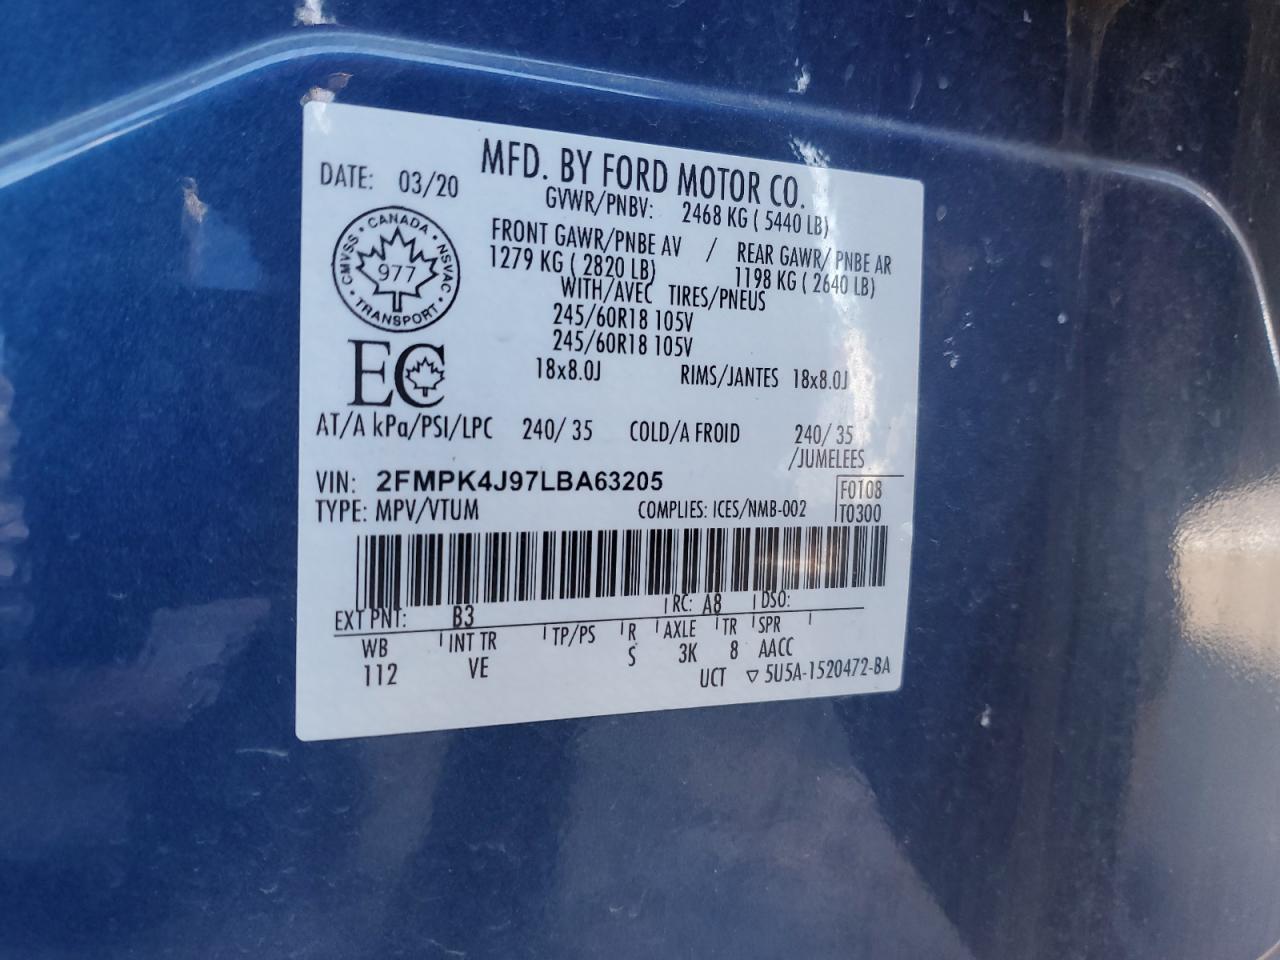 MFD. BY FORD MOTOR CO.
DATE: 03/20
GVWR/PNBV: 2468 KG ( 5440 LB)
FRONT GAWR/PNBE AV / REAR GAWR/ PNBE AR
1279 KG ( 2820 LB) 1198 KG ( 2640 LB)
WITH/AVEC TIRES/PNEUS
245/60R18 105V
245/60R18 105V
18x8.0J RIMS/JANTES 18x8.0J
CANADA • NSVAC • TRANSPORT • CMVSS •
977
EC
AT/A kPa/PSI/LPC 240/ 35 COLD/A FROID 240/ 35
/JUMELEES
VIN: 2FMPK4J97LBA63205
TYPE: MPV/VTUM COMPLIES: ICES/NMB-002
F0108
T0300
EXT PNT: B3 RC: A8 DSO:
WB INT TR TP/PS R AXLE TR SPR
112 VE S 3K 8 AACC
UCT ▽ 5U5A-1520472-BA